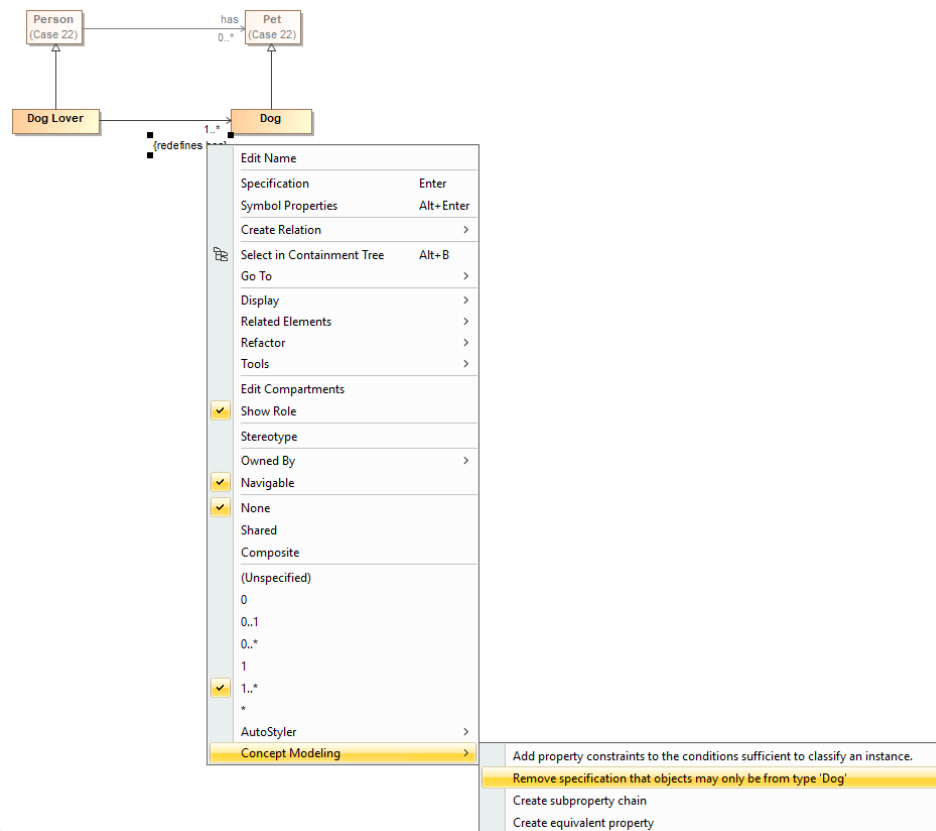 Person
has
Pet
(Case 22)
0..*
(Case 22)
Dog Lover
Dog
1..*
{redefines has}
Edit Name
Specification Enter
Symbol Properties Alt+Enter
Create Relation
Select in Containment Tree Alt+B
Go To
Display
Related Elements
Refactor
Tools
Edit Compartments
Show Role
Stereotype
Owned By
Navigable
None
Shared
Composite
(Unspecified)
0
0..1
0..*
1
1..*
*
AutoStyler
Concept Modeling
Add property constraints to the conditions sufficient to classify an instance.
Remove specification that objects may only be from type 'Dog'
Create subproperty chain
Create equivalent property